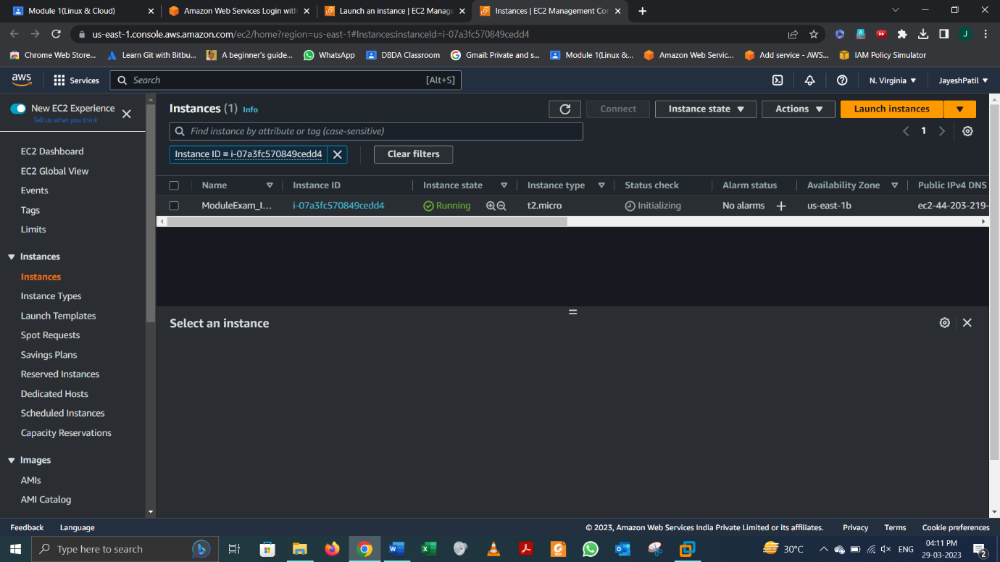 Module 1(Linux & Cloud)
Amazon Web Services Login with
Launch an instance | EC2 Manage
Instances | EC2 Management Con
us-east-1.console.aws.amazon.com/ec2/home?region=us-east-1#Instances:instanceId=i-07a3fc570849cedd4
J
Chrome Web Store...
Learn Git with Bitbu...
A beginner's guide...
WhatsApp
DBDA Classroom
Gmail: Private and s...
Module 1(Linux &...
Amazon Web Servic...
Add service - AWS...
IAM Policy Simulator
aws
Services
Search
[Alt+S]
N. Virginia
JayeshPatil
New EC2 Experience
Tell us what you think
EC2 Dashboard
EC2 Global View
Events
Tags
Limits
Instances
Instances
Instance Types
Launch Templates
Spot Requests
Savings Plans
Reserved Instances
Dedicated Hosts
Scheduled Instances
Capacity Reservations
Images
AMIs
AMI Catalog
Instances (1) Info
Connect
Instance state
Actions
Launch instances
Find instance by attribute or tag (case-sensitive)
1
Instance ID = i-07a3fc570849cedd4
Clear filters
Name Instance ID Instance state Instance type Status check Alarm status Availability Zone Public IPv4 DNS
ModuleExam_I... i-07a3fc570849cedd4 Running t2.micro Initializing No alarms us-east-1b ec2-44-203-219-
Select an instance
Feedback
Language
© 2023, Amazon Web Services India Private Limited or its affiliates.
Privacy
Terms
Cookie preferences
Type here to search
30°C
ENG
04:11 PM
29-03-2023
2